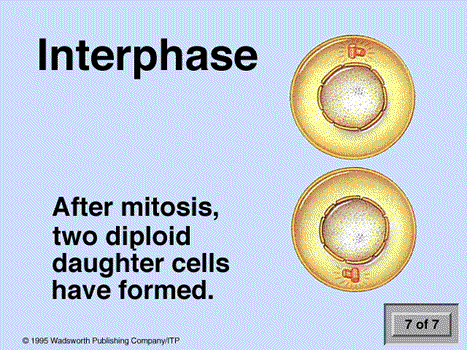 Interphase
After mitosis,
two diploid
daughter cells
have formed.
7 of 7
© 1995 Wadsworth Publishing Company/ITP